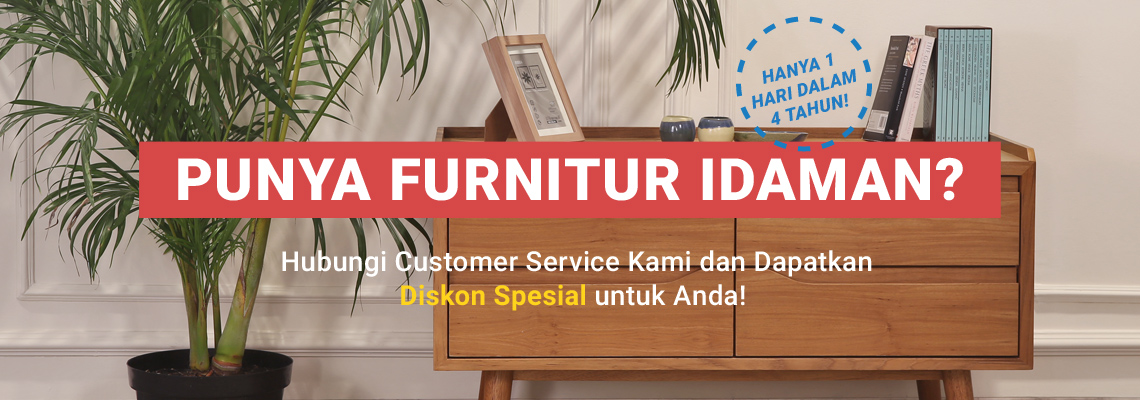 HANYA 1
HARI DALAM
4 TAHUN!
PUNYA FURNITUR IDAMAN?
Hubungi Customer Service Kami dan Dapatkan
Diskon Spesial untuk Anda!